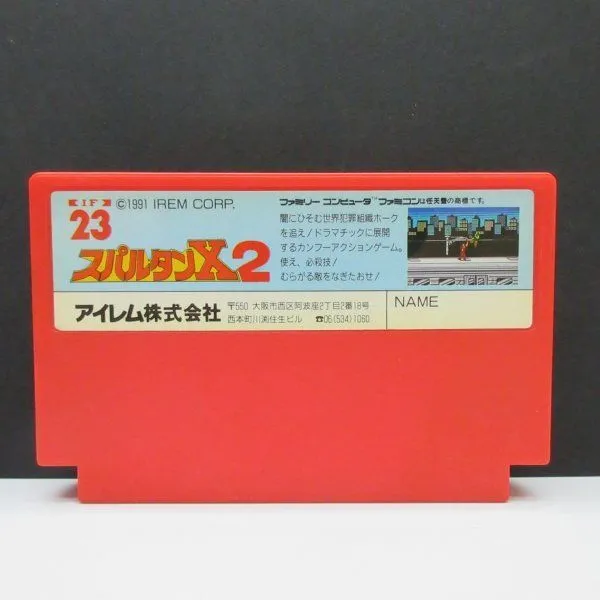 IF
23
©1991 IREM CORP.
スパルタンX2
ファミリーコンピュータ ファミコンは任天堂の商標です。
闇にひそむ世界犯罪組織ホーク
を追え!ドラマチックに展開
するカンフーアクションゲーム。
使え、必殺技!
むらがる敵をなぎたおせ!
アイレム株式会社
〒550 大阪市西区阿波座2丁目2番18号
西本町川渕住生ビル ☎06(534)1060
NAME